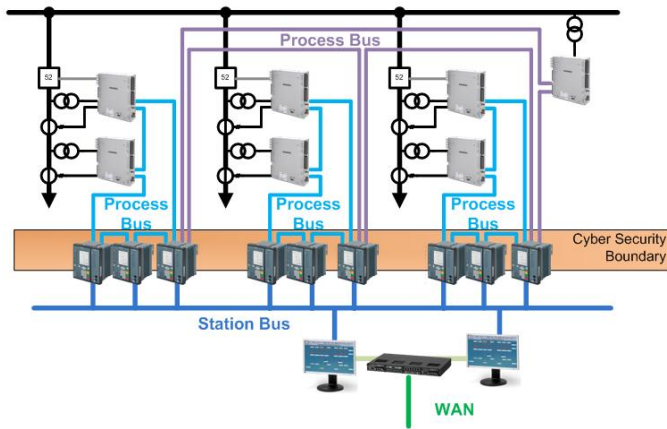 Process Bus
52
52
52
Process
Bus
Process
Bus
Process
Bus
Cyber Security
Boundary
Station Bus
WAN